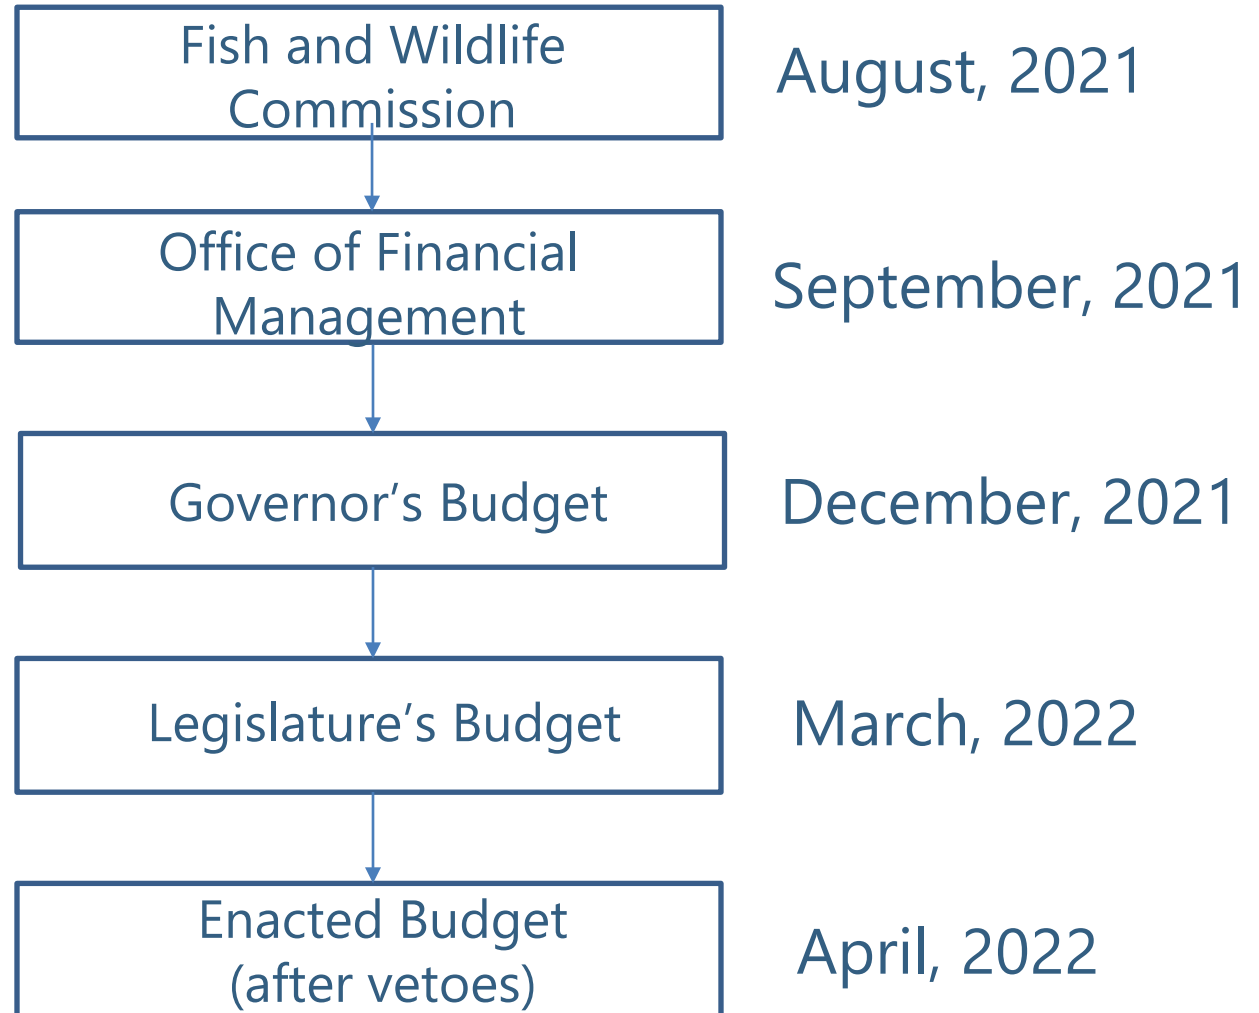 Fish and Wildlife
Commission
August, 2021
Office of Financial
Management
September, 2021
Governor’s Budget
December, 2021
Legislature’s Budget
March, 2022
Enacted Budget
(after vetoes)
April, 2022